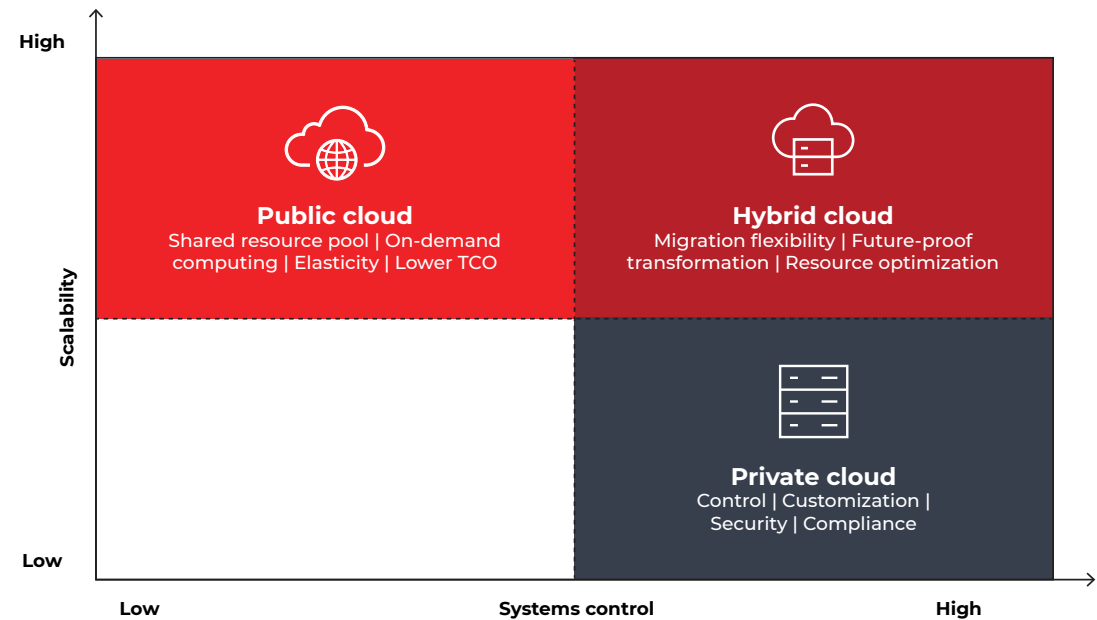 High
Public cloud
Shared resource pool | On-demand
computing | Elasticity | Lower TCO
Hybrid cloud
Migration flexibility | Future-proof
transformation | Resource optimization
Scalability
Private cloud
Control | Customization |
Security | Compliance
Low
Low
Systems control
High